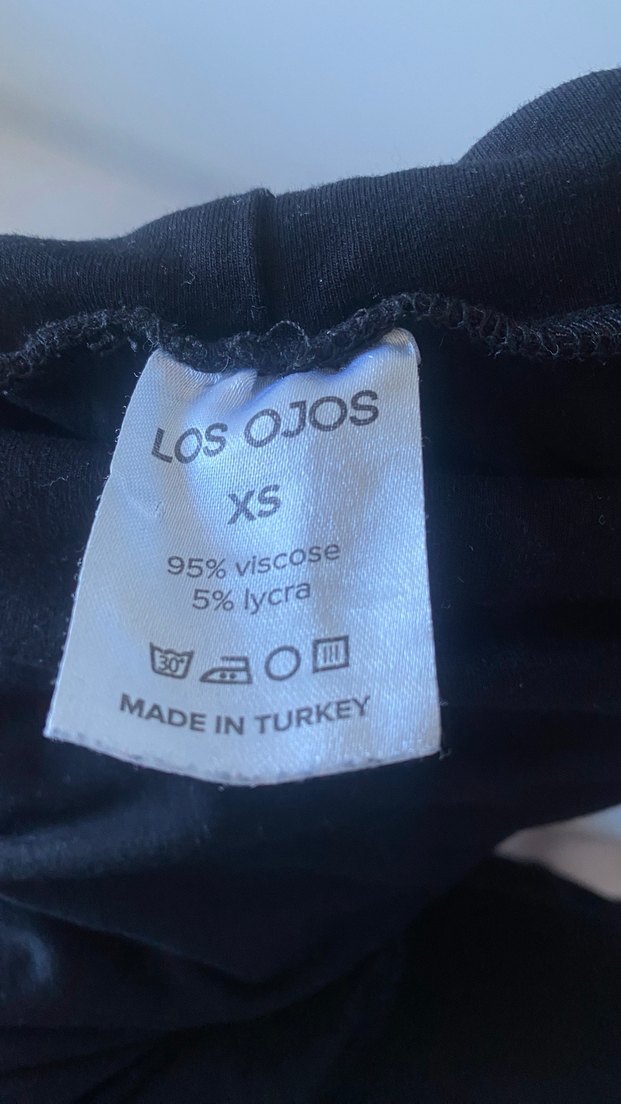 LOS OJOS
XS
95% viscose
5% lycra
30°
MADE IN TURKEY